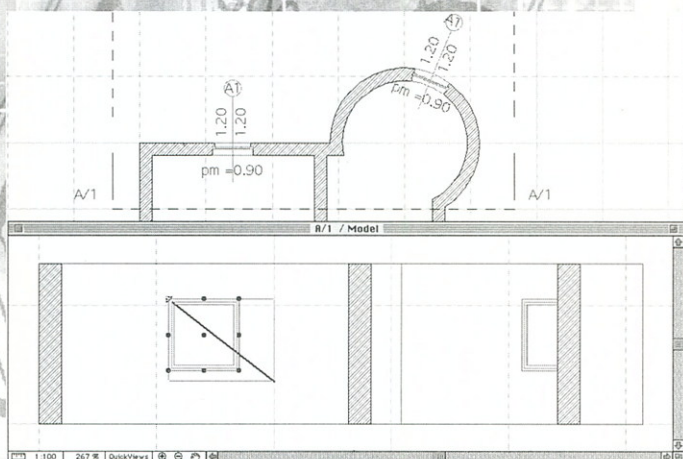 A1
1.20
1.20
pm =0.90
A1
1.20
1.20
pm =0.90
A/1
A/1
A/1 / Model
1:100
267 %
QuickViews